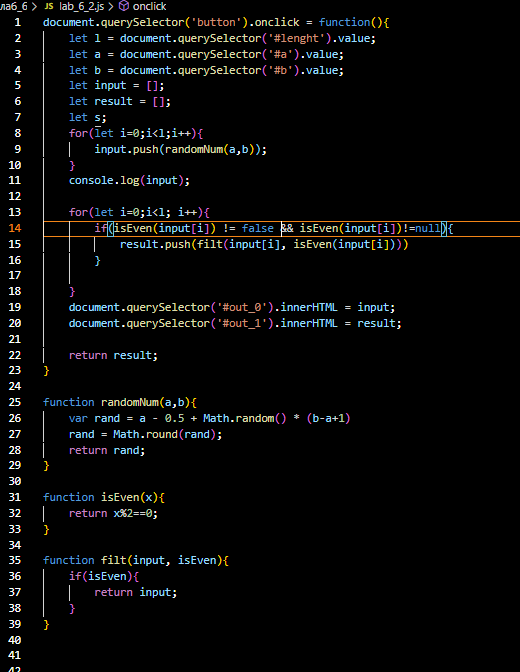 ла6_6 > JS lab_6_2.js > onclick
1 document.querySelector('button').onclick = function(){
2 let l = document.querySelector('#lenght').value;
3 let a = document.querySelector('#a').value;
4 let b = document.querySelector('#b').value;
5 let input = [];
6 let result = [];
7 let s;
8 for(let i=0;i<l;i++){
9 input.push(randomNum(a,b));
10 }
11 console.log(input);
12
13 for(let i=0;i<l; i++){
14 if(isEven(input[i]) != false && isEven(input[i])!=null){
15 result.push(filt(input[i], isEven(input[i])))
16 }
17
18 }
19 document.querySelector('#out_0').innerHTML = input;
20 document.querySelector('#out_1').innerHTML = result;
21
22 return result;
23 }
24
25 function randomNum(a,b){
26 var rand = a - 0.5 + Math.random() * (b-a+1)
27 rand = Math.round(rand);
28 return rand;
29 }
30
31 function isEven(x){
32 return x%2==0;
33 }
34
35 function filt(input, isEven){
36 if(isEven){
37 return input;
38 }
39 }
40
41
42